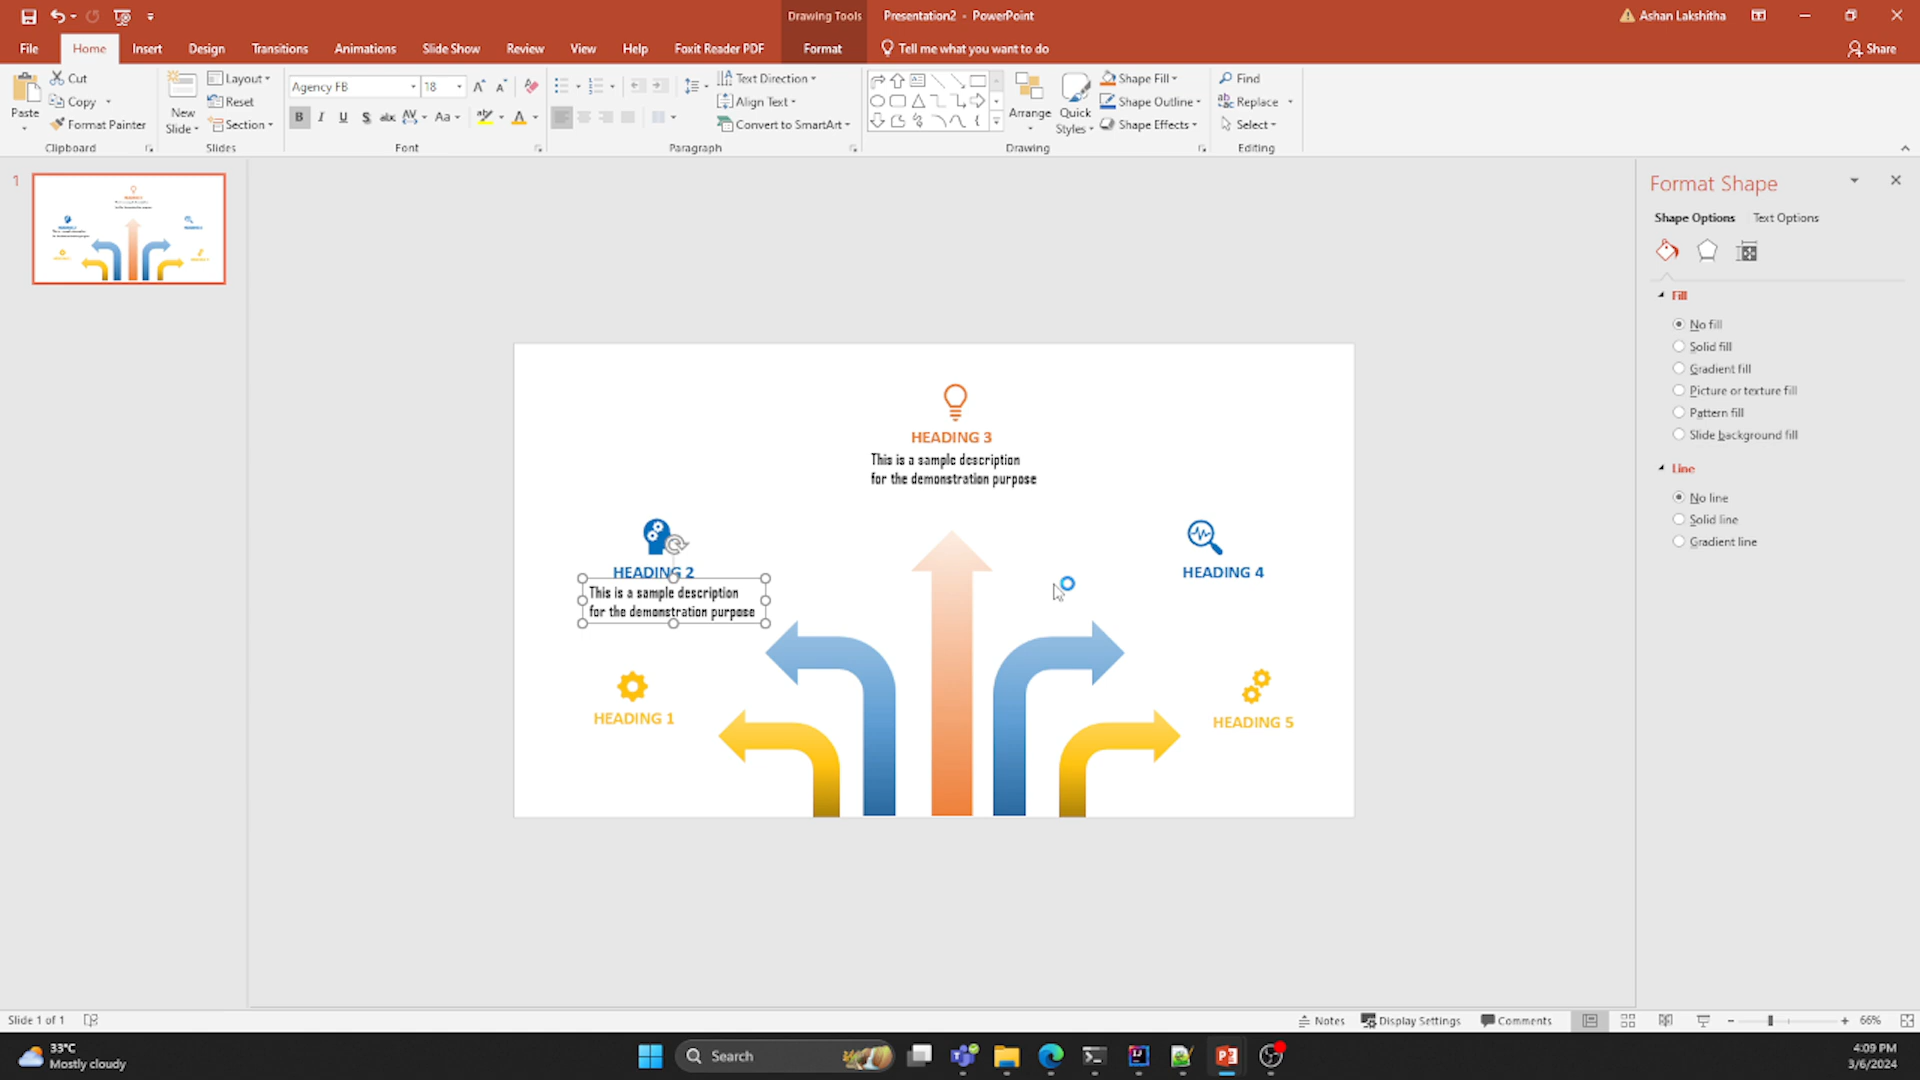 Drawing Tools
Presentation2 - PowerPoint
Ashan Lakshitha
File
Home
Insert
Design
Transitions
Animations
Slide Show
Review
View
Help
Foxit Reader PDF
Format
Tell me what you want to do
Share
Paste
Cut
Copy
Format Painter
Clipboard
New
Slide
Layout
Reset
Section
Slides
Agency FB
18
B I U S abc AV Aa A
Font
Text Direction
Align Text
Convert to SmartArt
Paragraph
Arrange
Quick
Styles
Shape Fill
Shape Outline
Shape Effects
Drawing
Find
Replace
Select
Editing
1
HEADING 3
This is a sample description
for the demonstration purpose
HEADING 2
This is a sample description
for the demonstration purpose
HEADING 4
HEADING 1
HEADING 5
Format Shape
Shape Options
Text Options
Fill
No fill
Solid fill
Gradient fill
Picture or texture fill
Pattern fill
Slide background fill
Line
No line
Solid line
Gradient line
Slide 1 of 1
Notes
Display Settings
Comments
66%
33°C
Mostly cloudy
Search
4:09 PM
3/6/2024